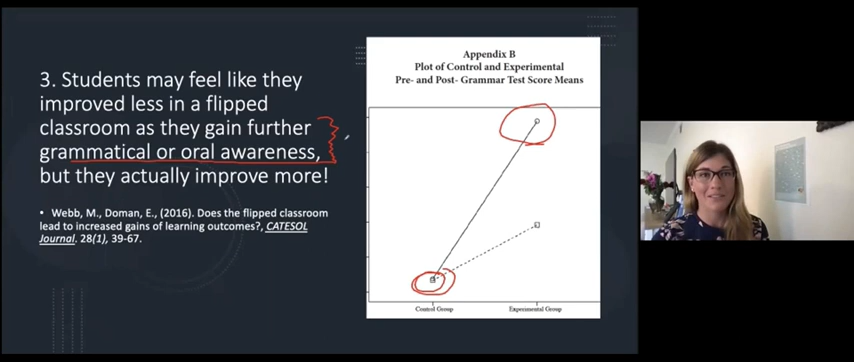 3. Students may feel like they
improved less in a flipped
classroom as they gain further
grammatical or oral awareness,
but they actually improve more!
• Webb, M., Doman, E., (2016). Does the flipped classroom
lead to increased gains of learning outcomes?, CATESOL
Journal. 28(1), 39-67.
Appendix B
Plot of Control and Experimental
Pre- and Post- Grammar Test Score Means
Control Group
Experimental Group